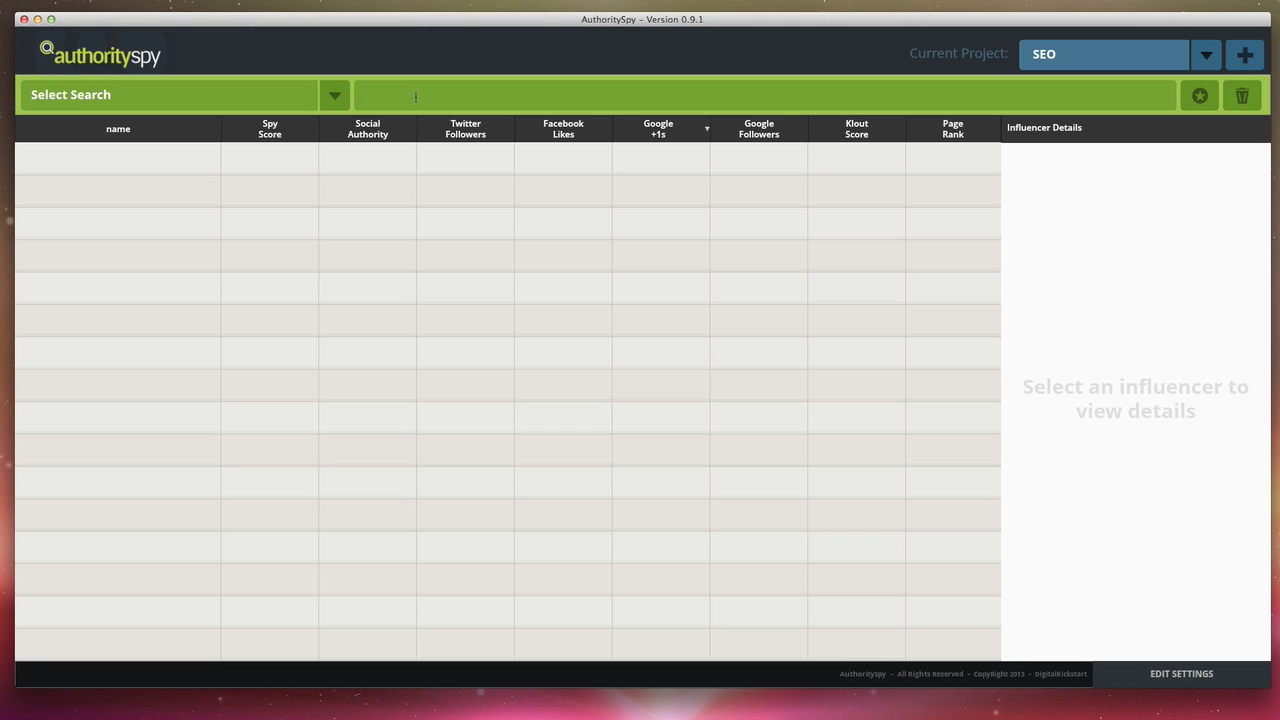 AuthoritySpy – Version 0.9.1
authorityspy
Current Project:
SEO
Select Search
name
Spy
Score
Social
Authority
Twitter
Followers
Facebook
Likes
Google
+1s
Google
Followers
Klout
Score
Page
Rank
Influencer Details
Select an influencer to
view details
AuthoritySpy - All Rights Reserved - CopyRight 2013 - DigitalKickstart
EDIT SETTINGS